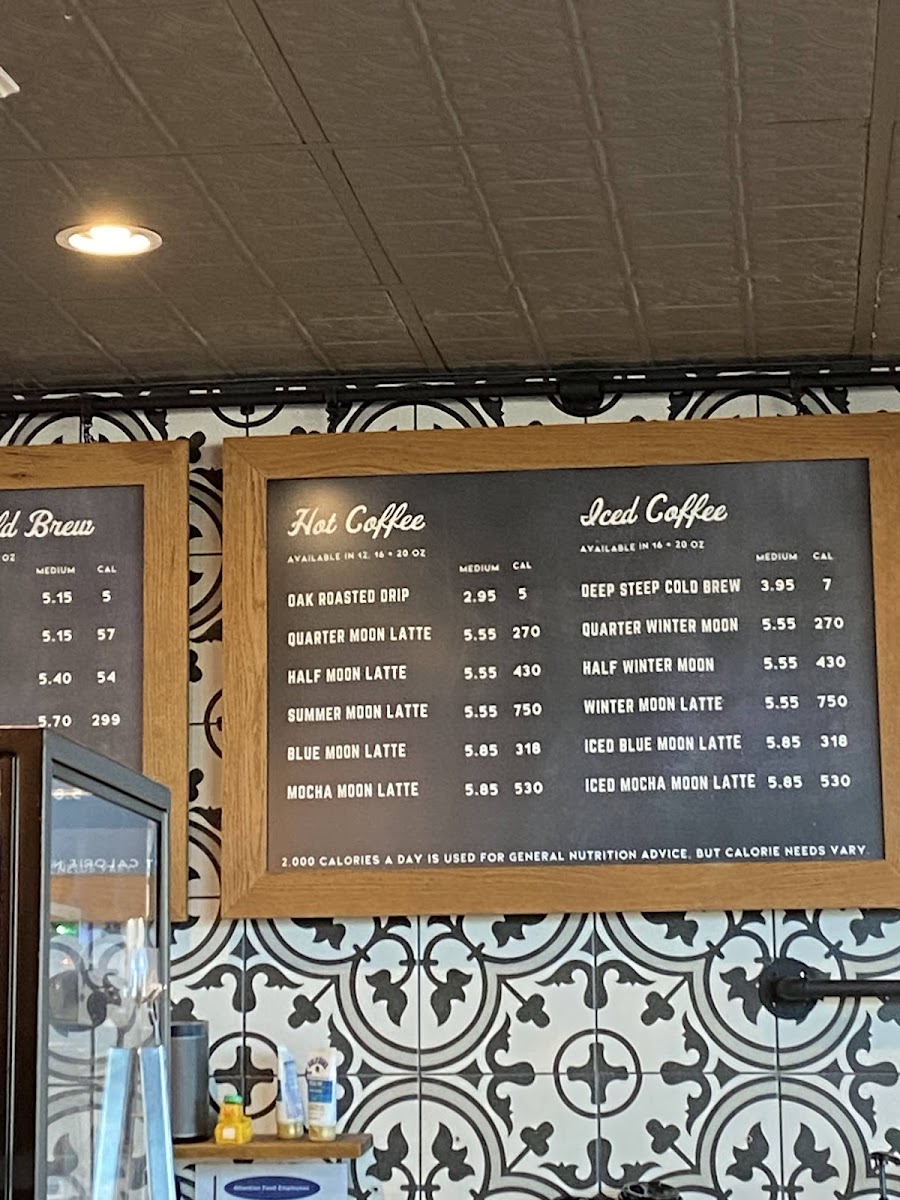 ld Brew
OZ
MEDIUM CAL
5.15 5
5.15 57
5.40 54
5.70 299
Hot Coffee
AVAILABLE IN 12, 16 + 20 OZ
MEDIUM CAL
OAK ROASTED DRIP 2.95 5
QUARTER MOON LATTE 5.55 270
HALF MOON LATTE 5.55 430
SUMMER MOON LATTE 5.55 750
BLUE MOON LATTE 5.85 318
MOCHA MOON LATTE 5.85 530
Iced Coffee
AVAILABLE IN 16 + 20 OZ
MEDIUM CAL
DEEP STEEP COLD BREW 3.95 7
QUARTER WINTER MOON 5.55 270
HALF WINTER MOON 5.55 430
WINTER MOON LATTE 5.55 750
ICED BLUE MOON LATTE 5.85 318
ICED MOCHA MOON LATTE 5.85 530
2,000 CALORIES A DAY IS USED FOR GENERAL NUTRITION ADVICE, BUT CALORIE NEEDS VARY
Attention Food Employees